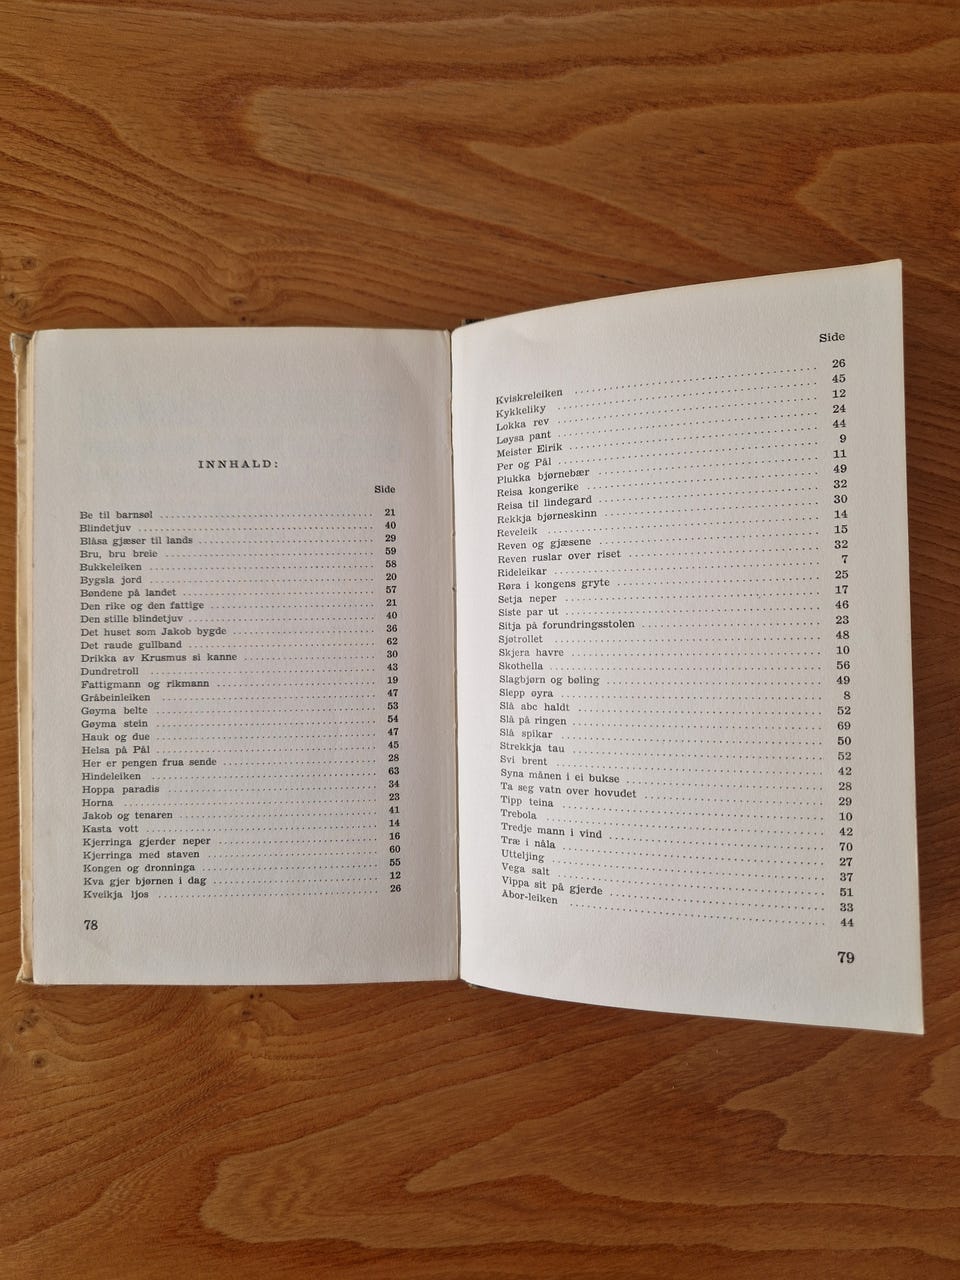 INNHALD:
Side
Be til barnsøl ........ 21
Blindetjuv ........ 40
Blåsa gjæser til lands ........ 29
Bru, bru breie ........ 59
Bukkeleiken ........ 58
Bygsla jord ........ 20
Bøndene på landet ........ 57
Den rike og den fattige ........ 21
Den stille blindetjuv ........ 40
Det huset som Jakob bygde ........ 36
Det raude gullband ........ 62
Drikka av Krusmus si kanne ........ 30
Dundretroll ........ 43
Fattigmann og rikmann ........ 19
Gråbeinleiken ........ 47
Gøyma belte ........ 53
Gøyma stein ........ 54
Hauk og due ........ 47
Helsa på Pål ........ 45
Her er pengen frua sende ........ 28
Hindeleiken ........ 63
Hoppa paradis ........ 34
Horna ........ 23
Jakob og tenaren ........ 41
Kasta vott ........ 14
Kjerringa gjerder neper ........ 16
Kjerringa med staven ........ 60
Kongen og dronninga ........ 55
Kva gjer bjørnen i dag ........ 12
Kveikja ljos ........ 26
78
Side
Kviskreleiken ........ 26
Kykkeliky ........ 45
Lokka rev ........ 12
Løysa pant ........ 24
Meister Eirik ........ 44
Per og Pål ........ 9
Plukka bjørnebær ........ 11
Reisa kongerike ........ 49
Reisa til lindegard ........ 32
Rekkja bjørneskinn ........ 30
Reveleik ........ 14
Reven og gjæsene ........ 15
Reven ruslar over riset ........ 32
Rideleikar ........ 7
Røra i kongens gryte ........ 25
Setja neper ........ 17
Siste par ut ........ 46
Sitja på forundringsstolen ........ 23
Sjøtrollet ........ 48
Skjera havre ........ 10
Skothella ........ 56
Slagbjørn og bøling ........ 49
Slepp øyra ........ 8
Slå abc haldt ........ 52
Slå på ringen ........ 69
Slå spikar ........ 50
Strekkja tau ........ 52
Svi brent ........ 42
Syna månen i ei bukse ........ 28
Ta seg vatn over hovudet ........ 29
Tipp teina ........ 10
Trebola ........ 42
Tredje mann i vind ........ 70
Træ i nåla ........ 27
Utteljing ........ 37
Vega salt ........ 51
Vippa sit på gjerde ........ 33
Åbor-leiken ........ 44
79